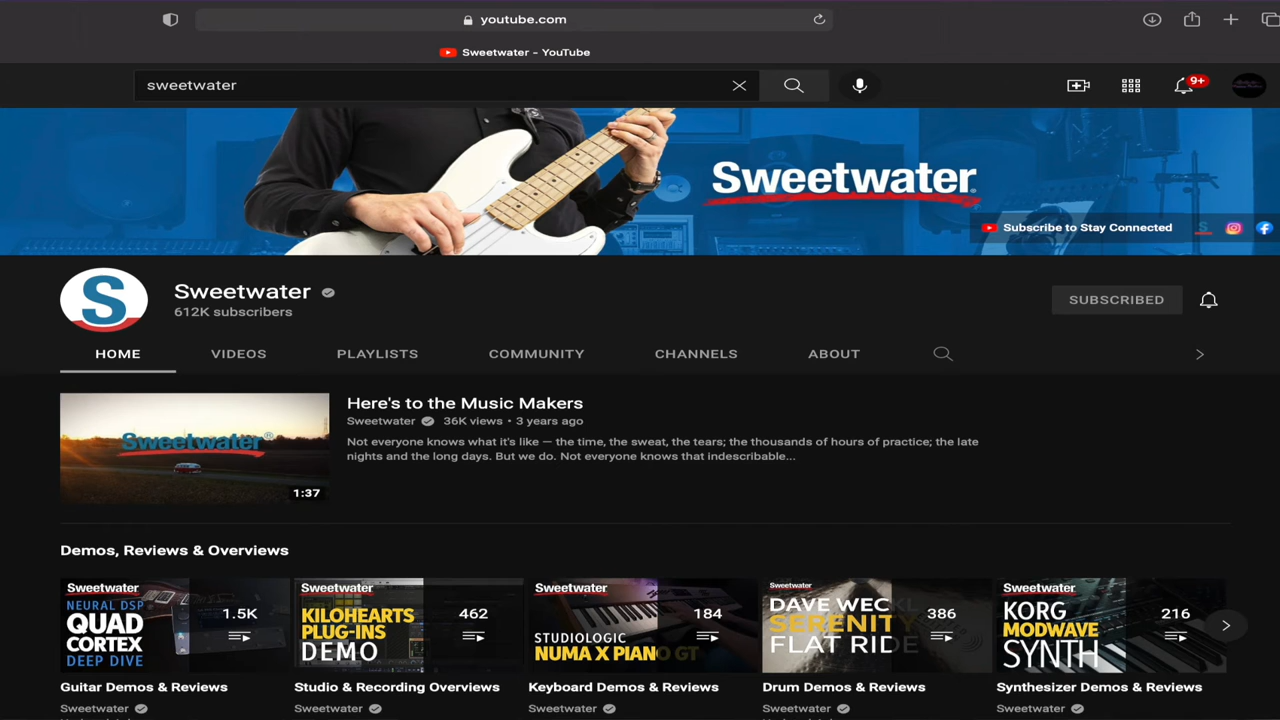 youtube.com
Sweetwater - YouTube
sweetwater
9+
Sweetwater
Subscribe to Stay Connected
S
Sweetwater
612K subscribers
SUBSCRIBED
HOME VIDEOS PLAYLISTS COMMUNITY CHANNELS ABOUT
Sweetwater®
1:37
Here's to the Music Makers
Sweetwater 36K views • 3 years ago
Not everyone knows what it's like — the time, the sweat, the tears; the thousands of hours of practice; the late
nights and the long days. But we do. Not everyone knows that indescribable...
Demos, Reviews & Overviews
Sweetwater
NEURAL DSP
QUAD
CORTEX
DEEP DIVE
1.5K
Guitar Demos & Reviews
Sweetwater
Sweetwater
KILOHEARTS
PLUG-INS
DEMO
462
Studio & Recording Overviews
Sweetwater
Sweetwater
STUDIOLOGIC
NUMA X PIANO GT
184
Keyboard Demos & Reviews
Sweetwater
Sweetwater
DAVE WECKL
SERENITY
FLAT RIDE
386
Drum Demos & Reviews
Sweetwater
Sweetwater
KORG
MODWAVE
SYNTH
216
Synthesizer Demos & Reviews
Sweetwater